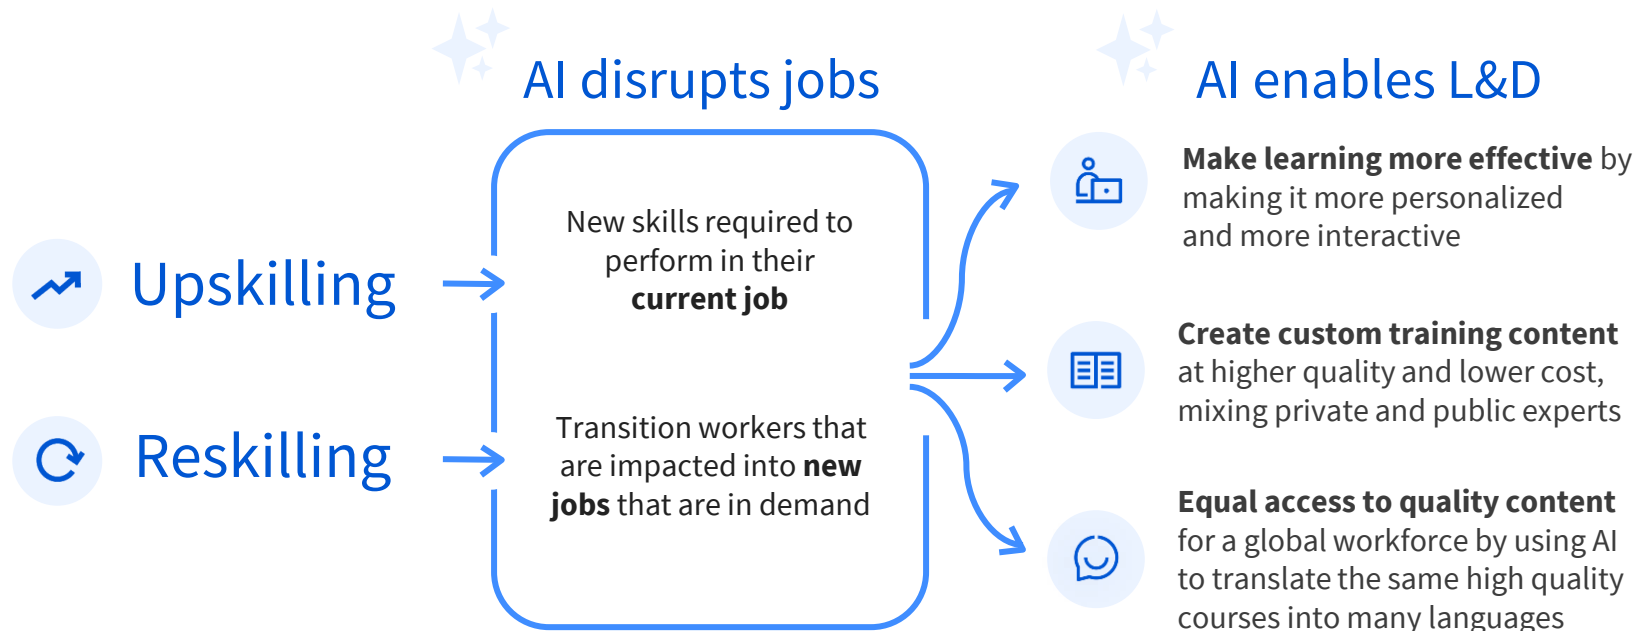 AI disrupts jobs
AI enables L&D
Upskilling
Reskilling
New skills required to
perform in their
current job
Transition workers that
are impacted into new
jobs that are in demand
Make learning more effective by
making it more personalized
and more interactive
Create custom training content
at higher quality and lower cost,
mixing private and public experts
Equal access to quality content
for a global workforce by using AI
to translate the same high quality
courses into many languages